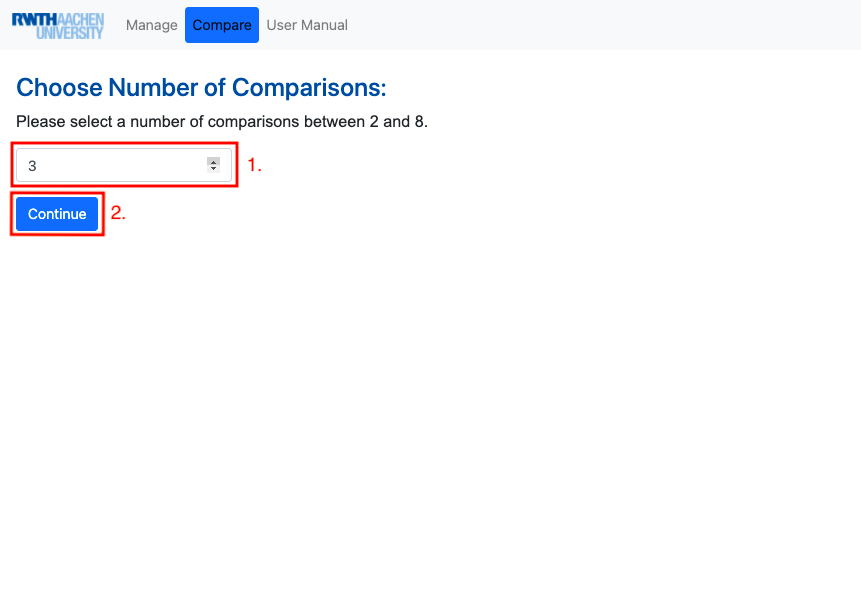 RWTHAACHEN
UNIVERSITY
Manage Compare User Manual
Choose Number of Comparisons:
Please select a number of comparisons between 2 and 8.
3 1.
Continue 2.